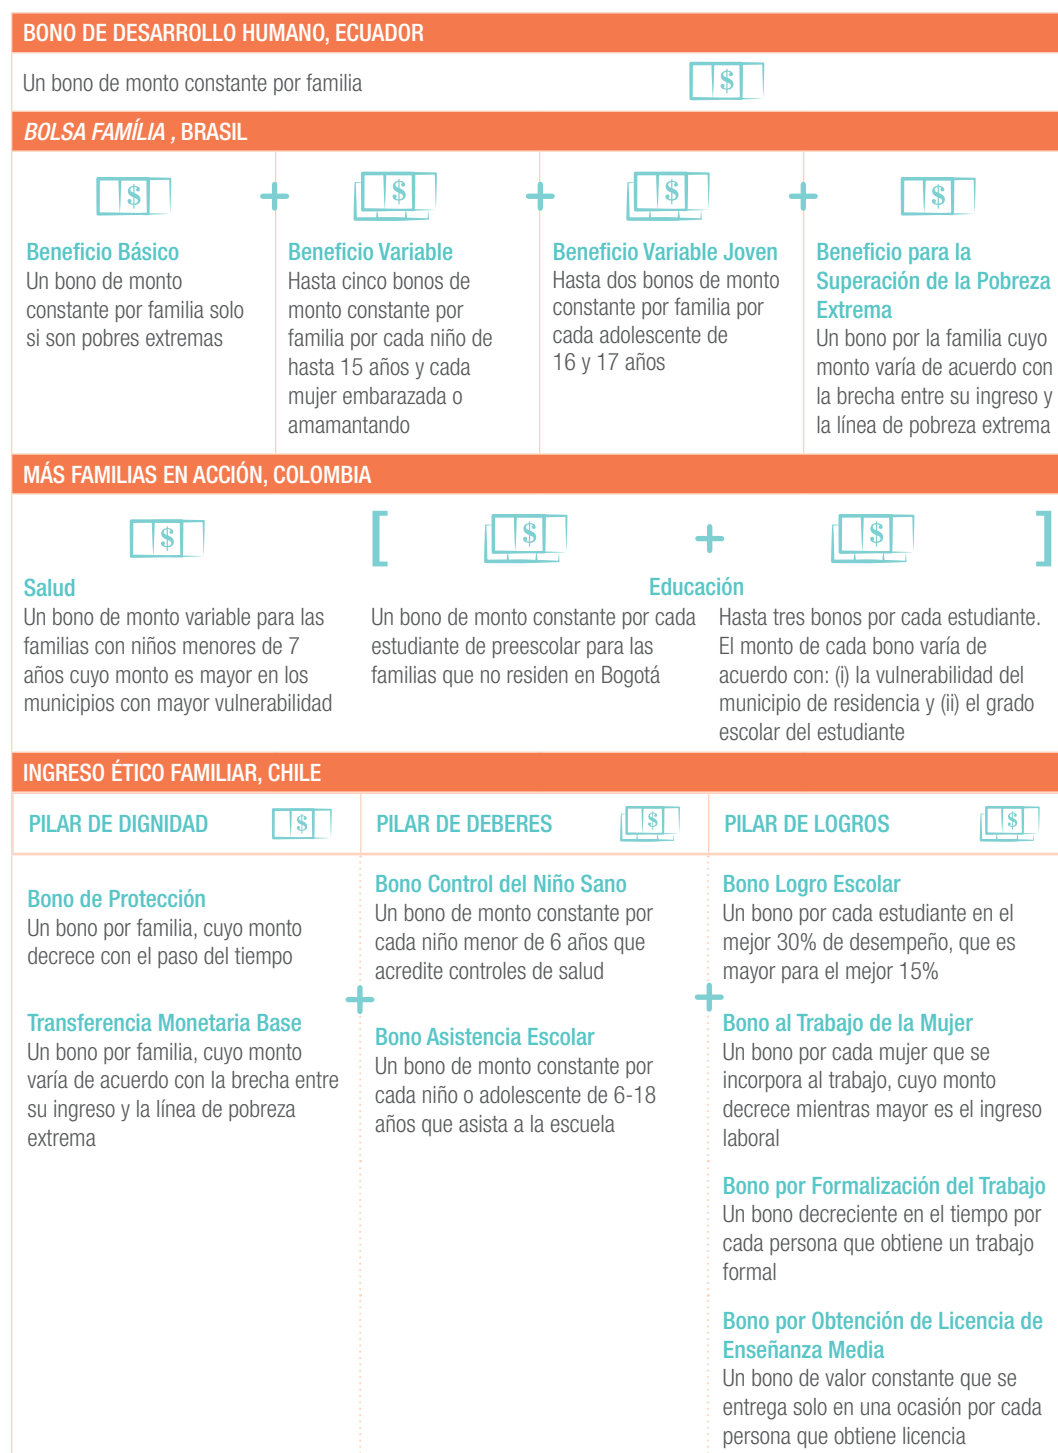 BONO DE DESARROLLO HUMANO, ECUADOR
Un bono de monto constante por familia
$
BOLSA FAMÍLIA , BRASIL
$
+
$
+
$
+
$
Beneficio Básico
Un bono de monto
constante por familia solo
si son pobres extremas
Beneficio Variable
Hasta cinco bonos de
monto constante por
familia por cada niño de
hasta 15 años y cada
mujer embarazada o
amamantando
Beneficio Variable Joven
Hasta dos bonos de monto
constante por familia por
cada adolescente de
16 y 17 años
Beneficio para la
Superación de la Pobreza
Extrema
Un bono por la familia cuyo
monto varía de acuerdo con
la brecha entre su ingreso y
la línea de pobreza extrema
MÁS FAMILIAS EN ACCIÓN, COLOMBIA
$
[
$
+
$
]
Salud
Un bono de monto variable para las
familias con niños menores de 7
años cuyo monto es mayor en los
municipios con mayor vulnerabilidad
Educación
Un bono de monto constante por cada
estudiante de preescolar para las
familias que no residen en Bogotá
Hasta tres bonos por cada estudiante.
El monto de cada bono varía de
acuerdo con: (i) la vulnerabilidad del
municipio de residencia y (ii) el grado
escolar del estudiante
INGRESO ÉTICO FAMILIAR, CHILE
PILAR DE DIGNIDAD
$
PILAR DE DEBERES
$
PILAR DE LOGROS
$
Bono de Protección
Un bono por familia, cuyo monto
decrece con el paso del tiempo
Transferencia Monetaria Base
Un bono por familia, cuyo monto
varía de acuerdo con la brecha entre
su ingreso y la línea de pobreza
extrema
+
Bono Control del Niño Sano
Un bono de monto constante por
cada niño menor de 6 años que
acredite controles de salud
Bono Asistencia Escolar
Un bono de monto constante por
cada niño o adolescente de 6-18
años que asista a la escuela
+
Bono Logro Escolar
Un bono por cada estudiante en el
mejor 30% de desempeño, que es
mayor para el mejor 15%
Bono al Trabajo de la Mujer
Un bono por cada mujer que se
incorpora al trabajo, cuyo monto
decrece mientras mayor es el ingreso
laboral
Bono por Formalización del Trabajo
Un bono decreciente en el tiempo por
cada persona que obtiene un trabajo
formal
Bono por Obtención de Licencia de
Enseñanza Media
Un bono de valor constante que se
entrega solo en una ocasión por cada
persona que obtiene licencia